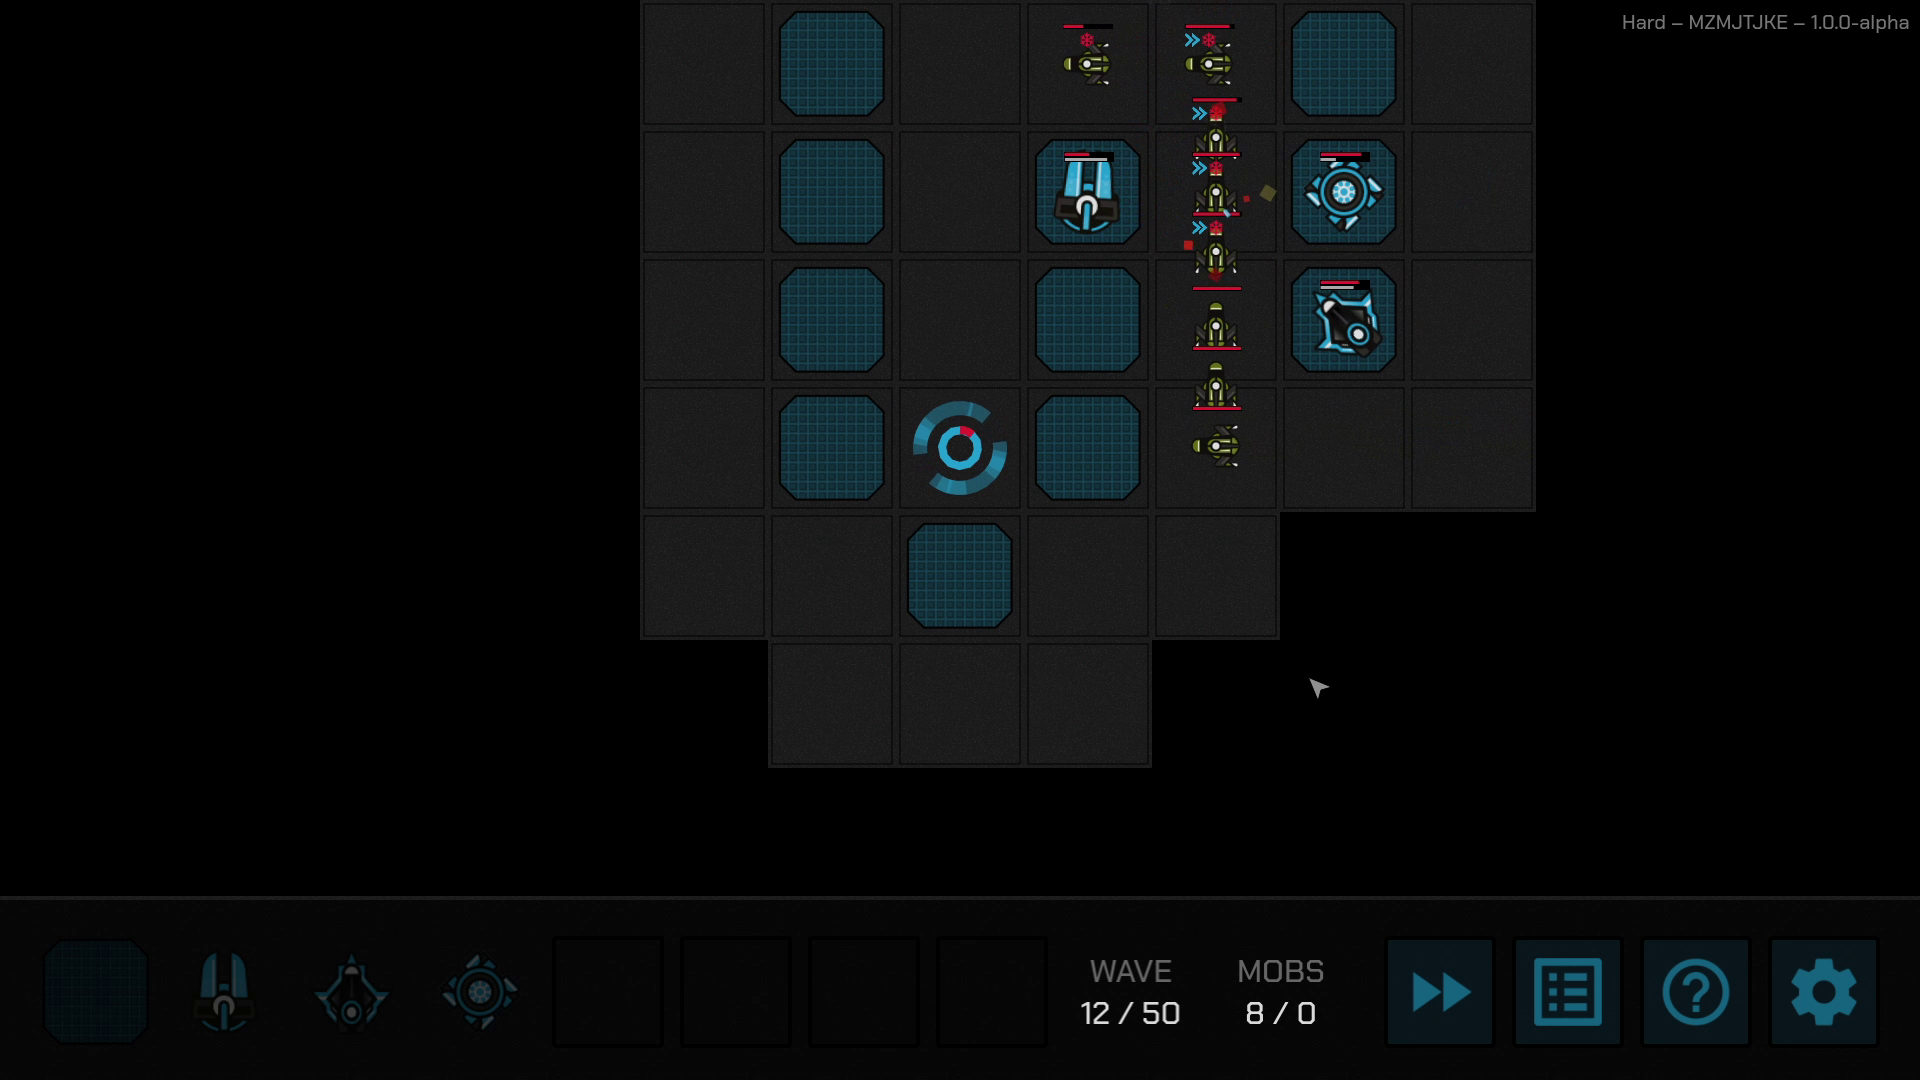 Hard – MZMJTJKE – 1.0.0-alpha
WAVE
12 / 50
MOBS
8 / 0